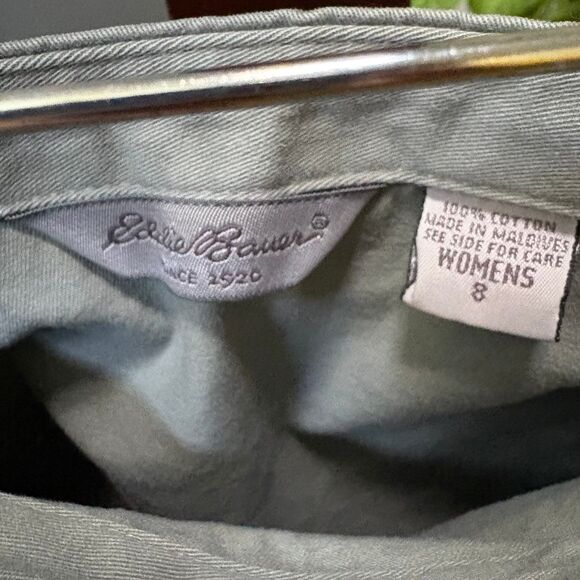 Eddie Bauer®
SINCE 1920
100% COTTON
MADE IN MALDIVES
SEE SIDE FOR CARE
WOMENS
8